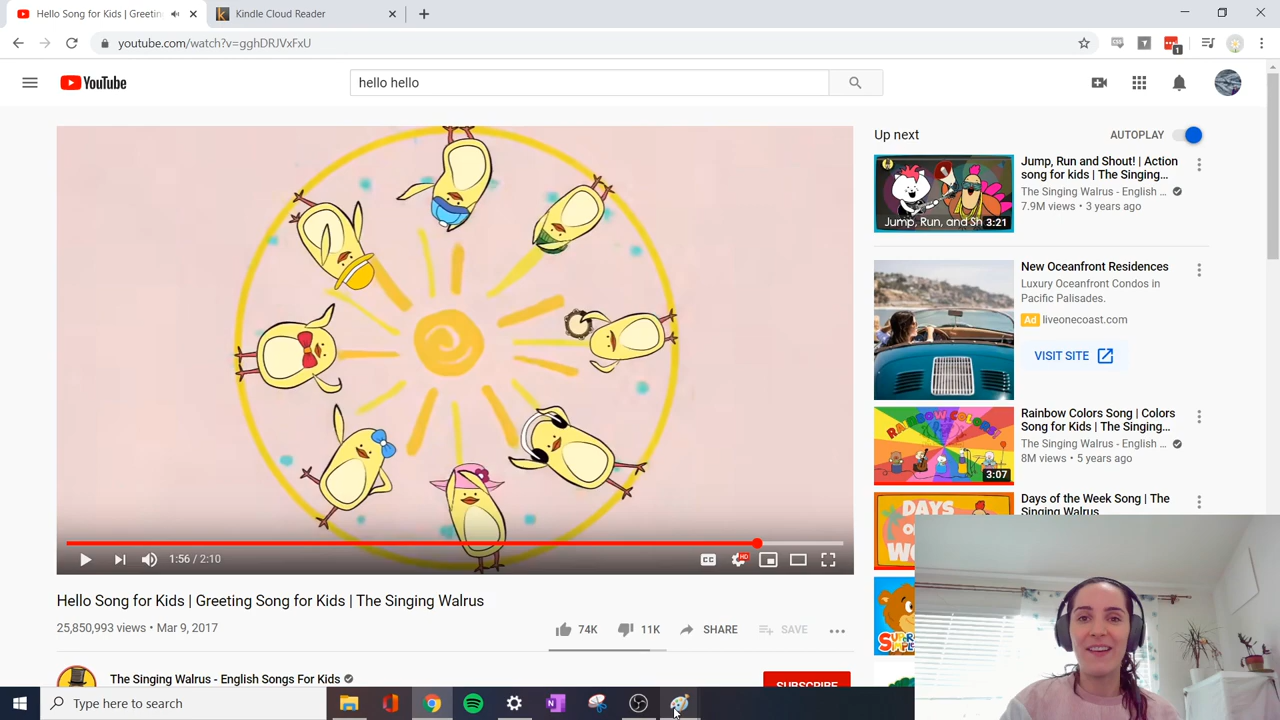 Hello Song for Kids | Greetin
Kindle Cloud Reader
youtube.com/watch?v=gghDRJVxFxU
1
YouTube
hello hello
Up next
AUTOPLAY
Jump, Run and Shout! | Action
song for kids | The Singing...
The Singing Walrus - English ...
7.9M views • 3 years ago
Jump, Run, and Sh
3:21
New Oceanfront Residences
Luxury Oceanfront Condos in
Pacific Palisades.
Ad liveonecoast.com
VISIT SITE
RAINBOW COLORS
3:07
Rainbow Colors Song | Colors
Song for Kids | The Singing...
The Singing Walrus - English ...
8M views • 5 years ago
DAYS
Days of the Week Song | The
Singing Walrus
1:56 / 2:10
CC
HD
Hello Song for Kids | Greeting Song for Kids | The Singing Walrus
25,850,993 views • Mar 9, 2017
74K
11K
SHARE
SAVE
The Singing Walrus - English Songs For Kids
SUBSCRIBE
Type here to search